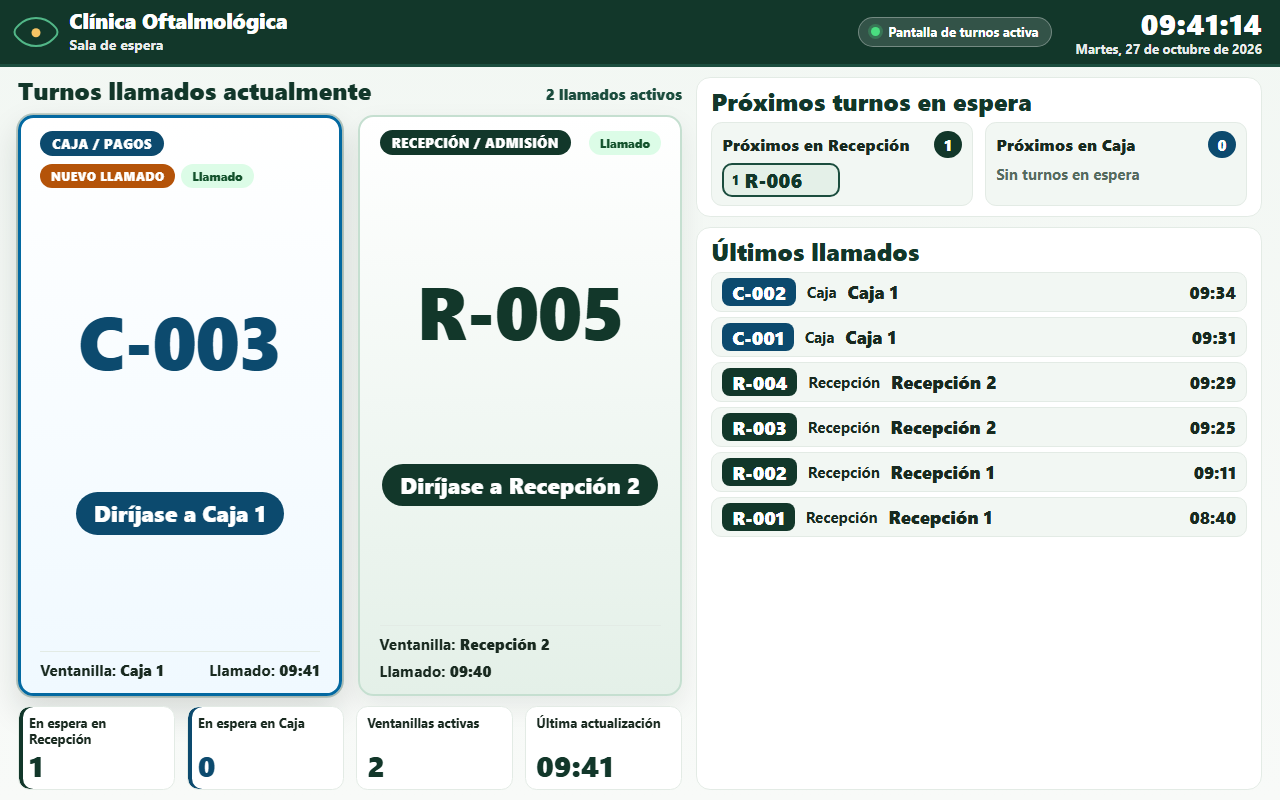 Clínica Oftalmológica
Sala de espera
Pantalla de turnos activa
09:41:14
Martes, 27 de octubre de 2026
Turnos llamados actualmente
2 llamados activos
CAJA / PAGOS
NUEVO LLAMADO
Llamado
C-003
Diríjase a Caja 1
Ventanilla: Caja 1
Llamado: 09:41
RECEPCIÓN / ADMISIÓN
Llamado
R-005
Diríjase a Recepción 2
Ventanilla: Recepción 2
Llamado: 09:40
En espera en
Recepción
1
En espera en Caja
0
Ventanillas activas
2
Última actualización
09:41
Próximos turnos en espera
Próximos en Recepción
1
1 R-006
Próximos en Caja
0
Sin turnos en espera
Últimos llamados
C-002 Caja Caja 1 09:34
C-001 Caja Caja 1 09:31
R-004 Recepción Recepción 2 09:29
R-003 Recepción Recepción 2 09:25
R-002 Recepción Recepción 1 09:11
R-001 Recepción Recepción 1 08:40